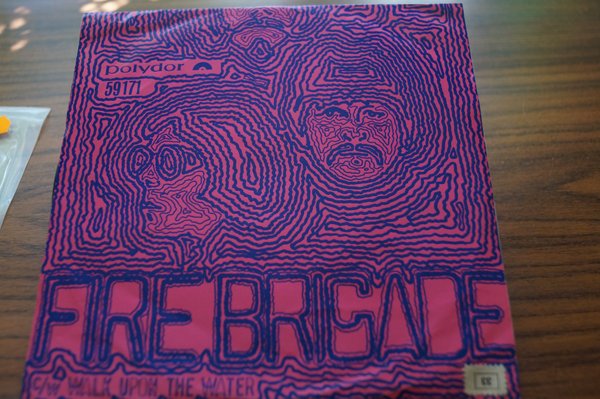 polydor
59171
FIRE BRIGADE
c/w WALK UPON THE WATER